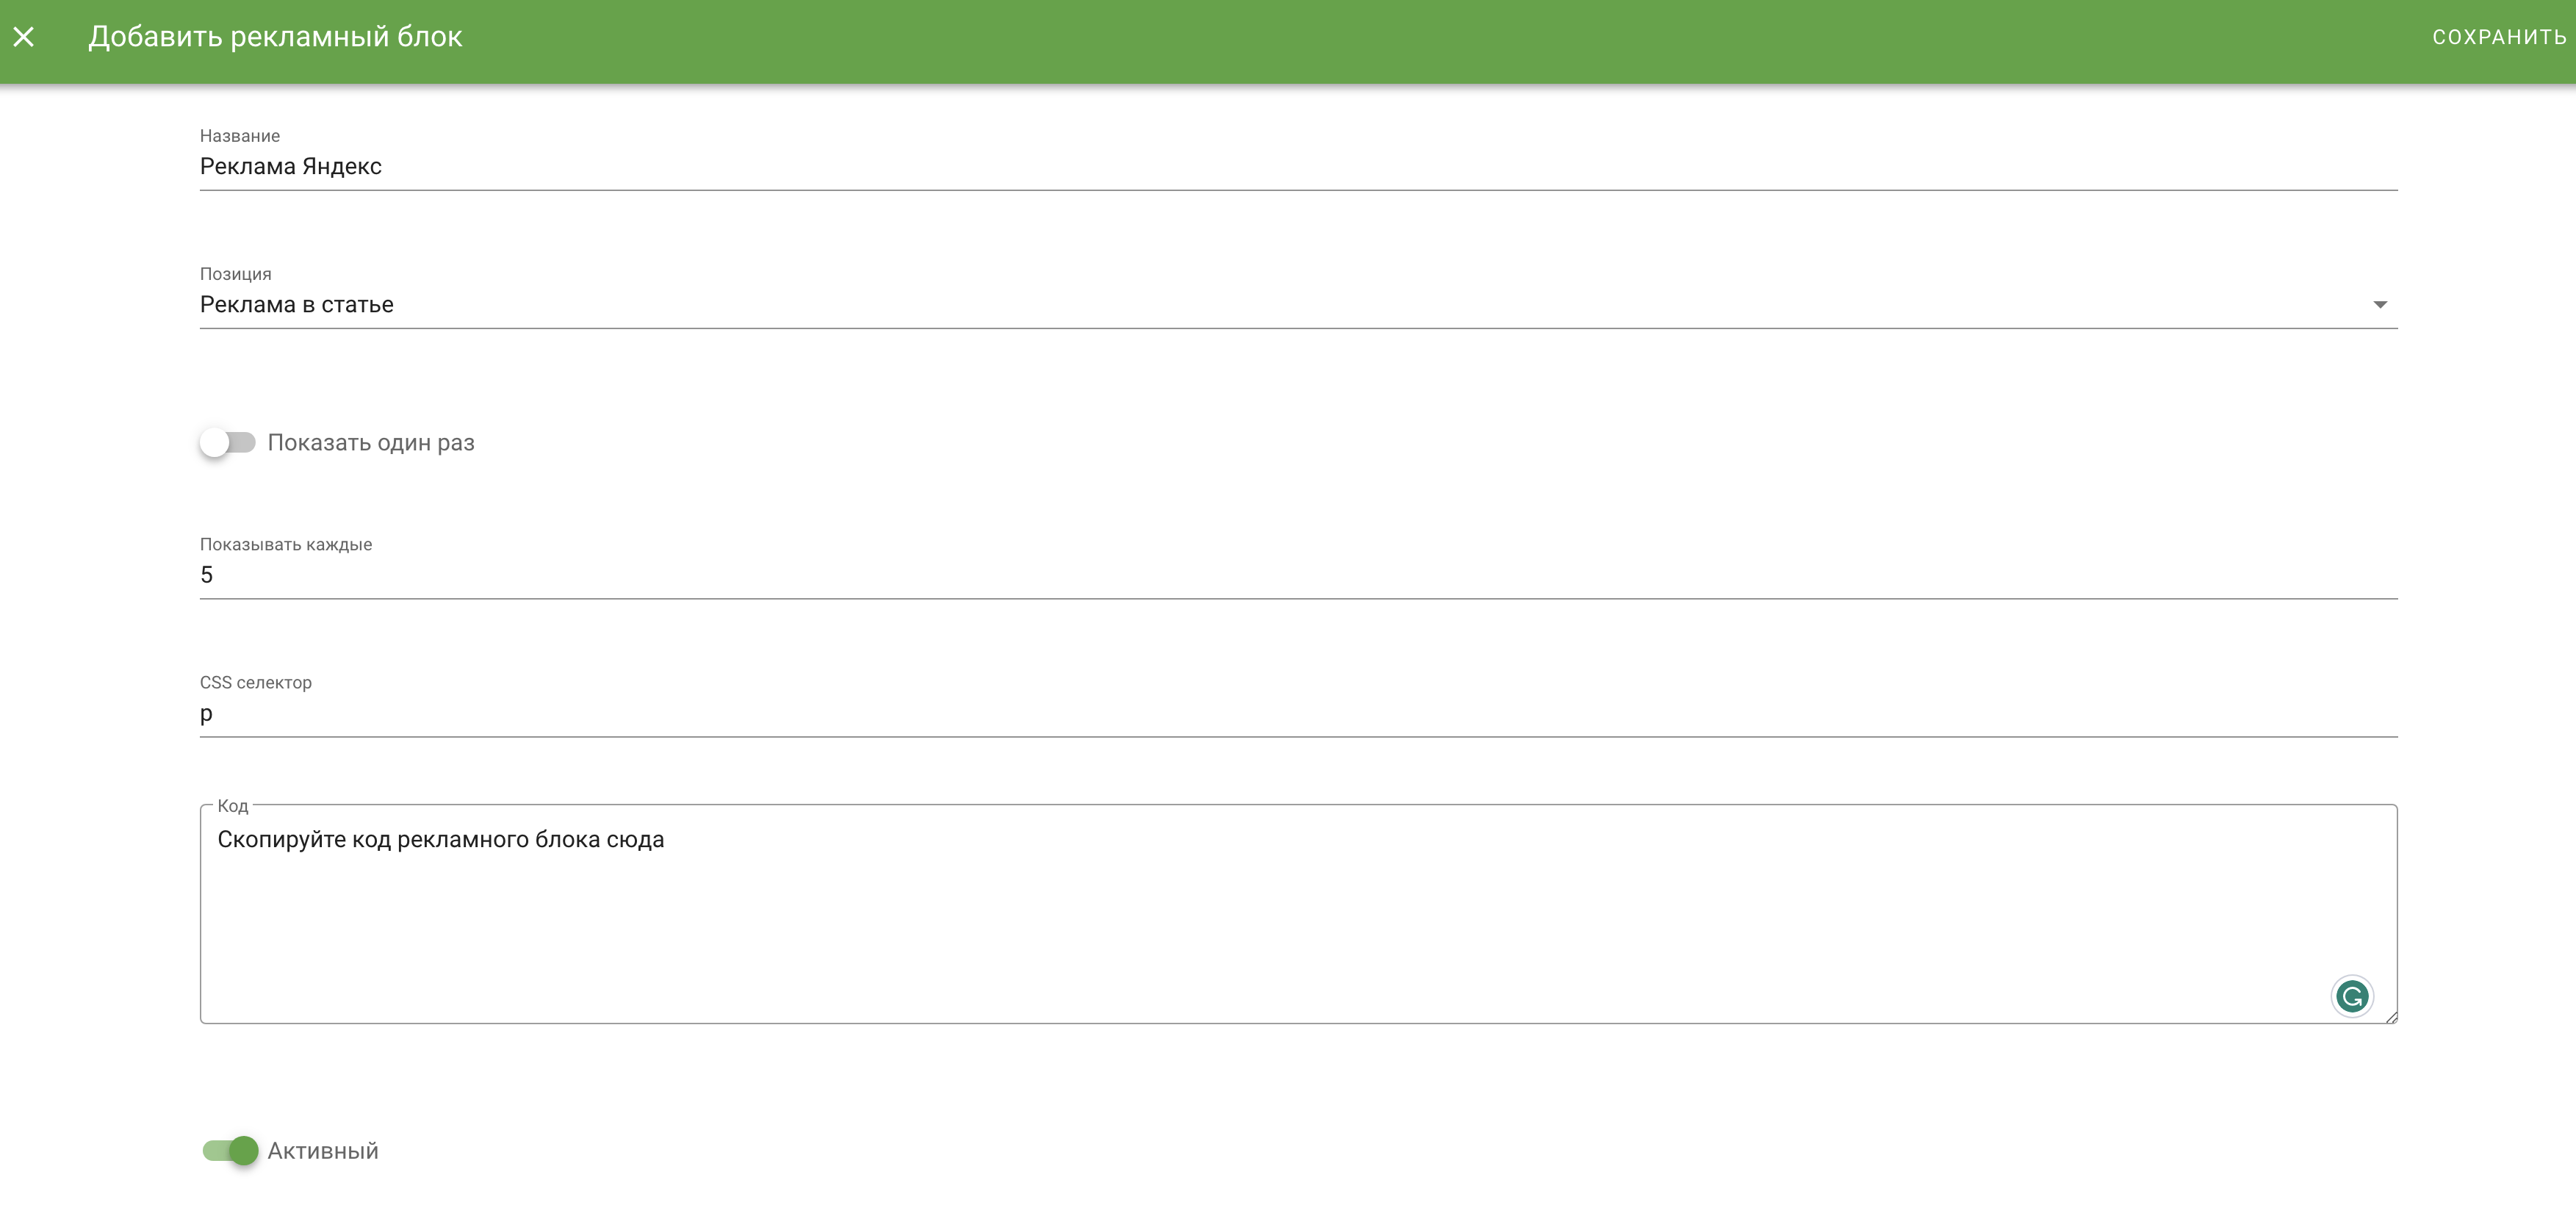 Добавить рекламный блок
СОХРАНИТЬ
Название
Реклама Яндекс
Позиция
Реклама в статье
Показать один раз
Показывать каждые
5
CSS селектор
p
Код
Скопируйте код рекламного блока сюда
Активный